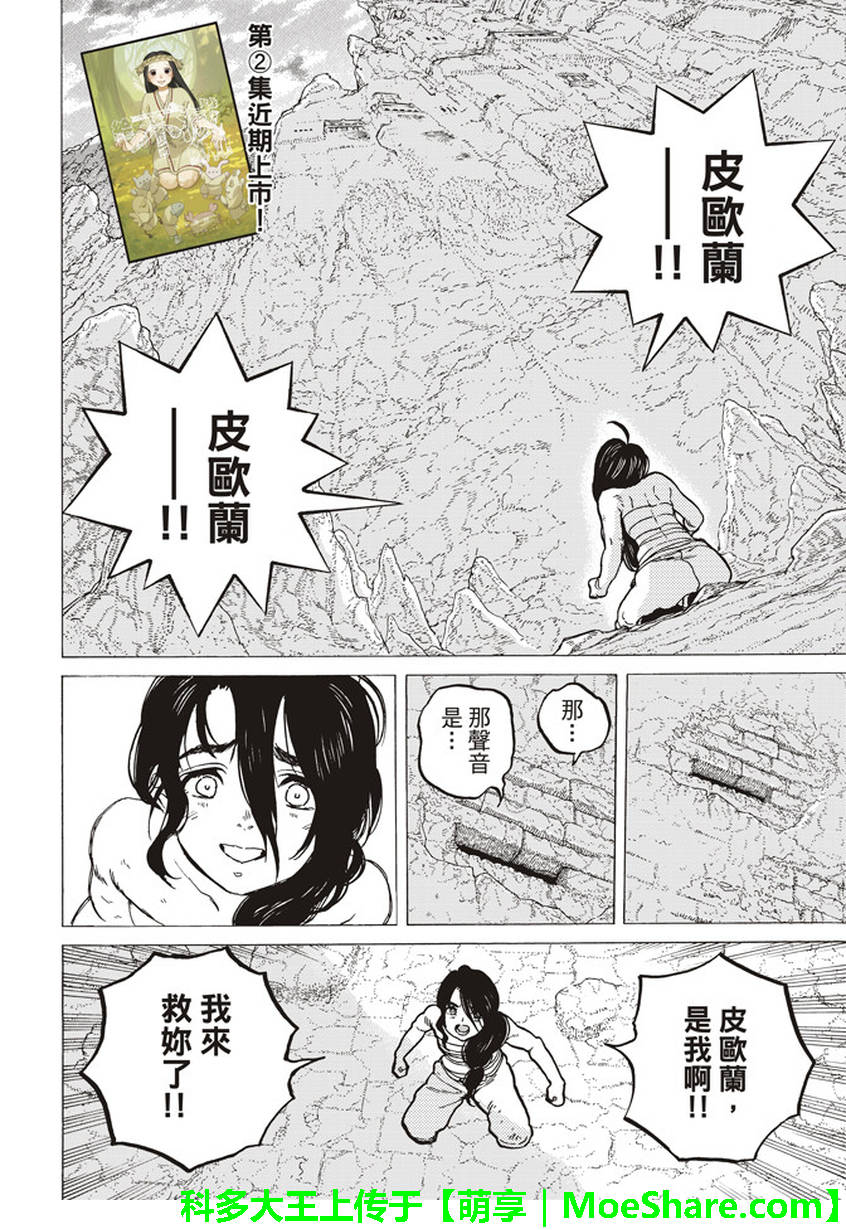 第②集近期上市！
皮歐蘭
——!!
皮歐蘭
——!!
那…
那聲音
是…
皮歐蘭，
是我啊!!
我來
救妳了!!
科多大王上传于【萌享｜MoeShare.com】